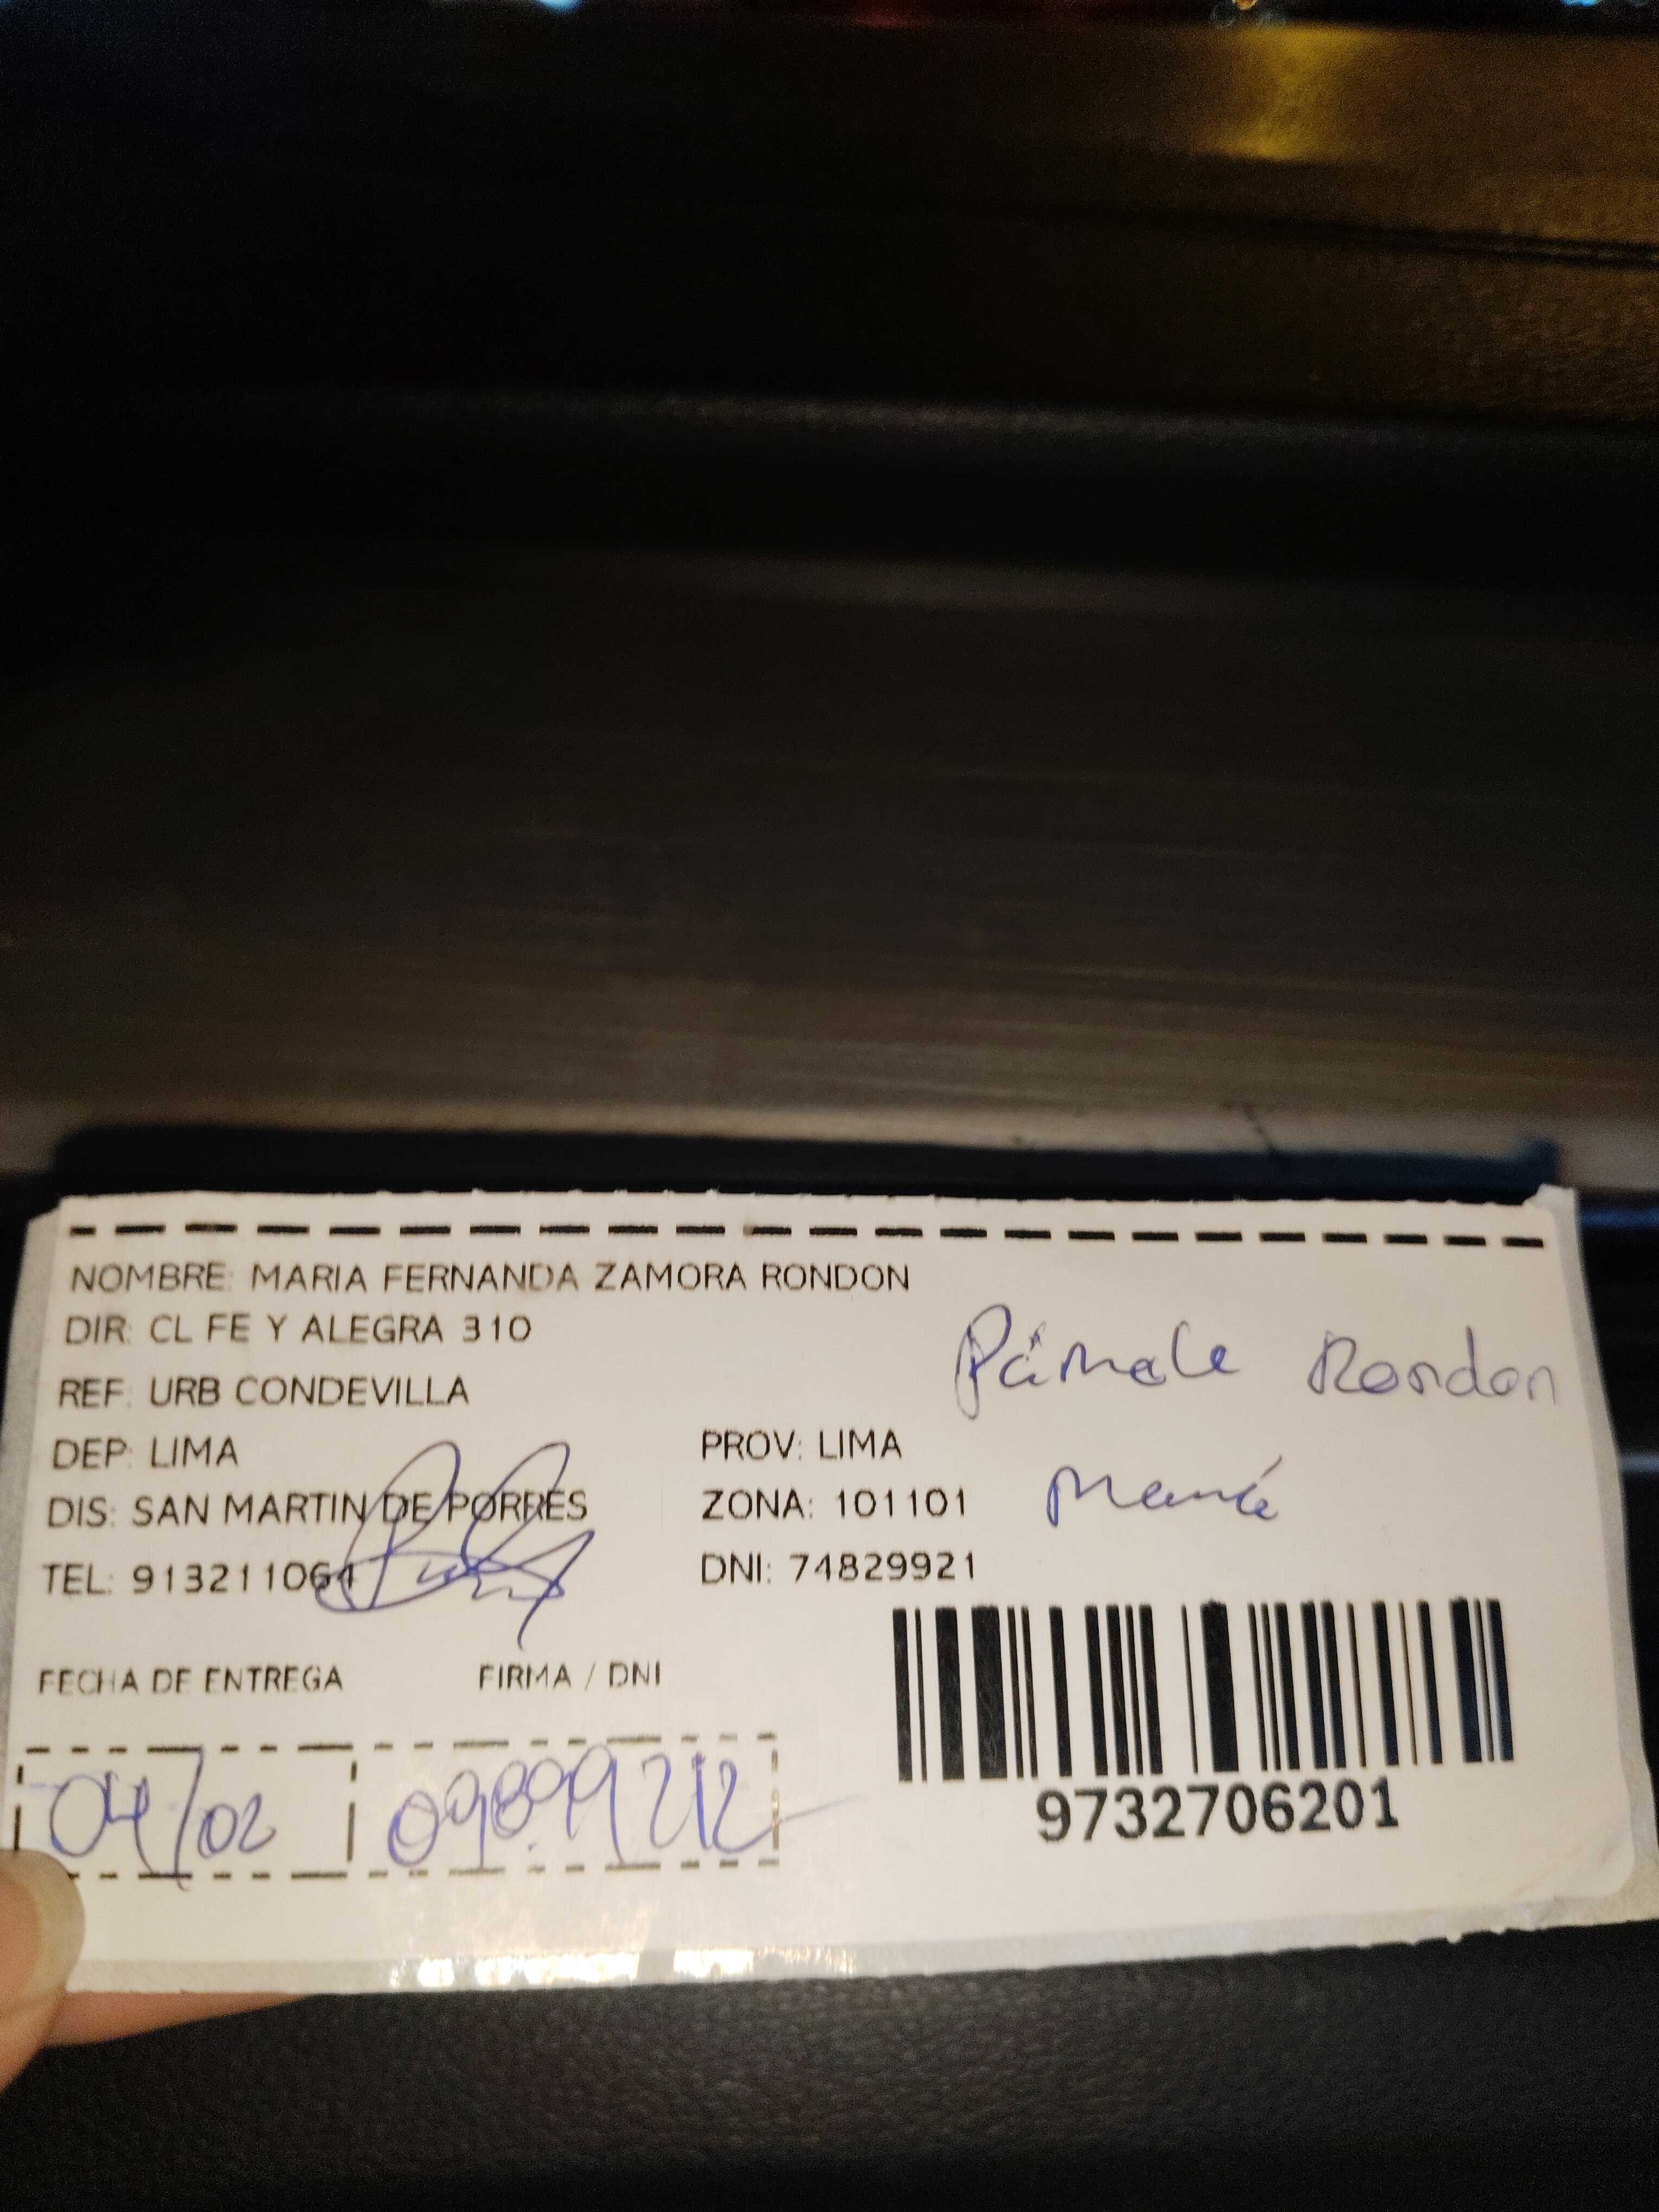 NOMBRE: MARIA FERNANDA ZAMORA RONDON
DIR: CL FE Y ALEGRA 310
REF: URB CONDEVILLA
DEP: LIMA PROV: LIMA
DIS: SAN MARTIN DE PORRES ZONA: 101101
TEL: 913211064 DNI: 74829921
Rondon
Mamá
FECHA DE ENTREGA FIRMA / DNI
04/02 09899212
9732706201